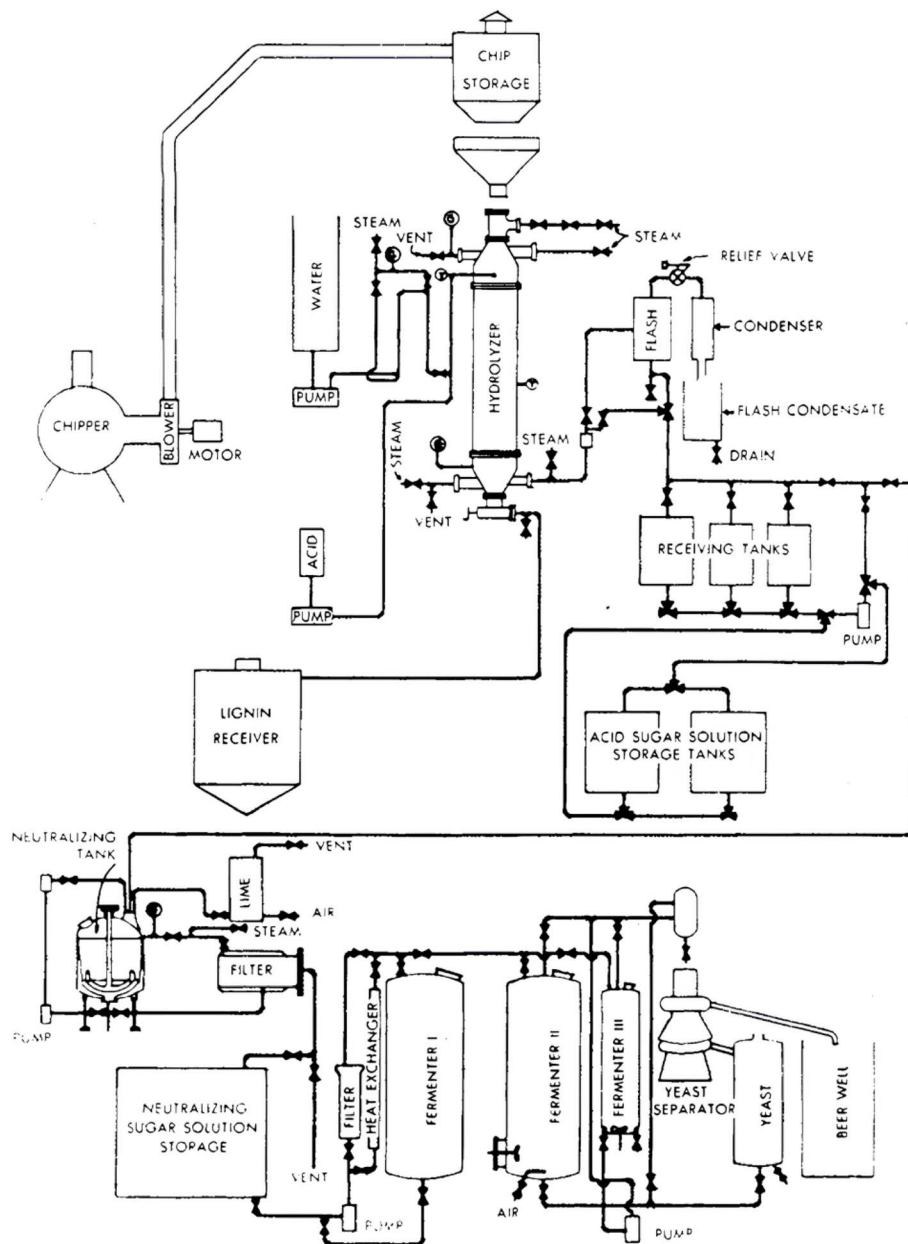 CHIP
STORAGE
STEAM
VENT
STEAM
RELIEF VALVE
WATER
FLASH
CONDENSER
HYDROLYZER
PUMP
FLASH CONDENSATE
CHIPPER
BLOWER
MOTOR
STEAM
STEAM
DRAIN
VENT
RECEIVING TANKS
ACID
PUMP
PUMP
LIGNIN
RECEIVER
ACID SUGAR SOLUTION
STORAGE TANKS
NEUTRALIZING
TANK
VENT
LIME
AIR
STEAM
FILTER
PUMP
FILTER
HEAT EXCHANGER
FERMENTER I
FERMENTER II
FERMENTER III
YEAST
SEPARATOR
YEAST
BEER WELL
NEUTRALIZING
SUGAR SOLUTION
STOPAGE
VENT
PUMP
AIR
PUMP